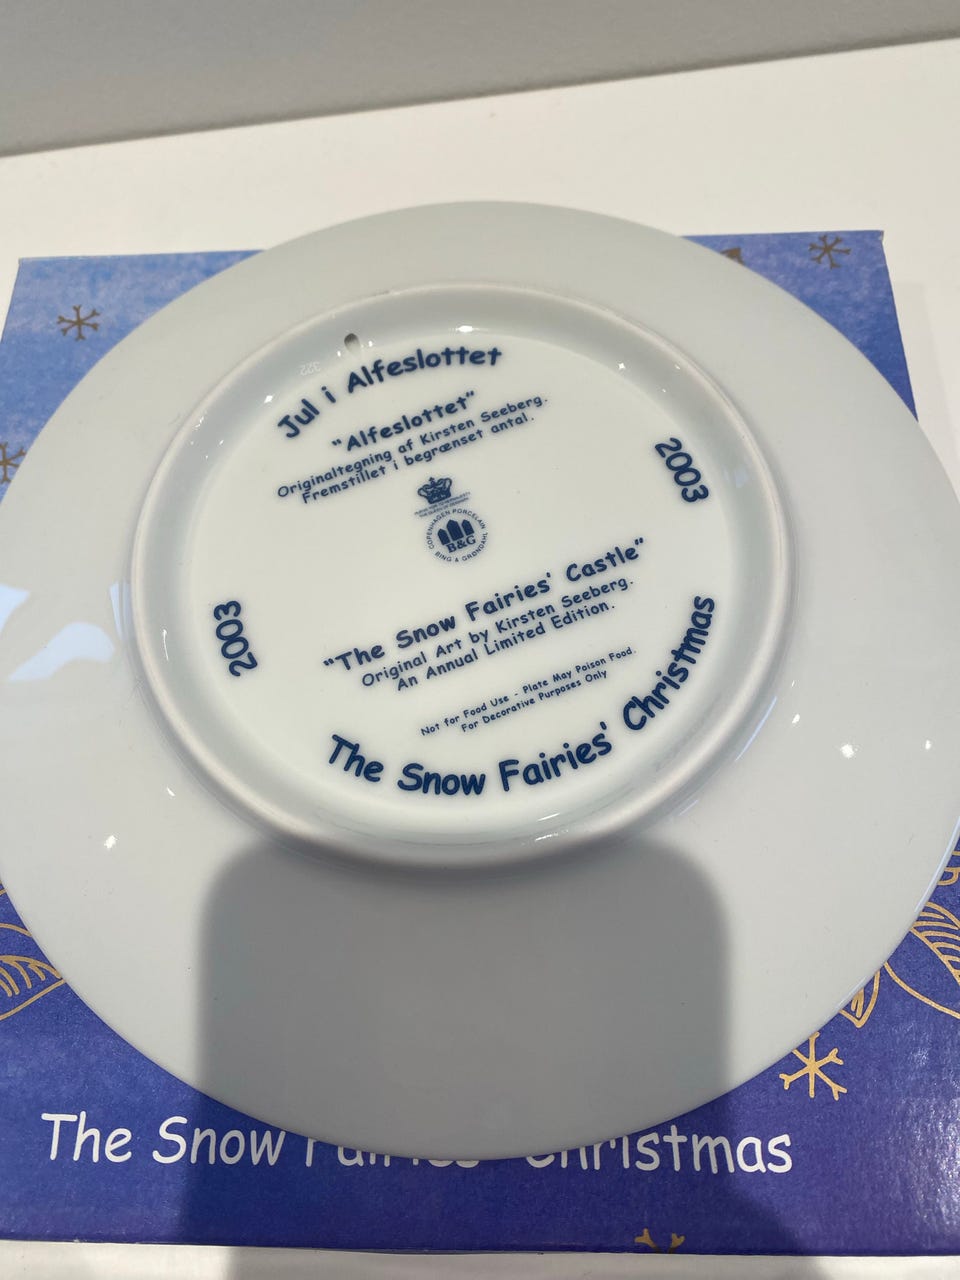 322
Jul i Alfeslottet
"Alfeslottet"
Originaltegning af Kirsten Seeberg.
Fremstillet i begrænset antal.
2003
COPENHAGEN PORCELAIN
B&G
BING & GRØNDAHL
2003
"The Snow Fairies' Castle"
Original Art by Kirsten Seeberg.
An Annual Limited Edition.
Not for Food Use - Plate May Poison Food.
For Decorative Purposes Only
The Snow Fairies' Christmas
The Snow Fairies' Christmas